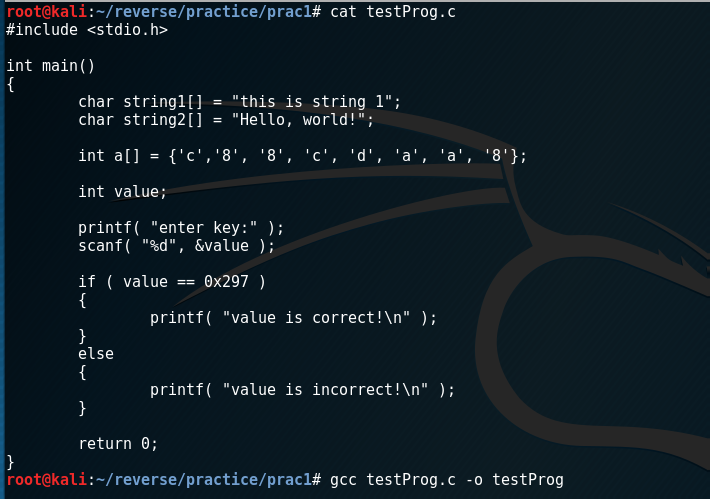 root@kali:~/reverse/practice/prac1# cat testProg.c
#include <stdio.h>
int main()
{
char string1[] = "this is string 1";
char string2[] = "Hello, world!";
int a[] = {'c','8', '8', 'c', 'd', 'a', 'a', '8'};
int value;
printf( "enter key:" );
scanf( "%d", &value );
if ( value == 0x297 )
{
printf( "value is correct!\n" );
}
else
{
printf( "value is incorrect!\n" );
}
return 0;
}
root@kali:~/reverse/practice/prac1# gcc testProg.c -o testProg